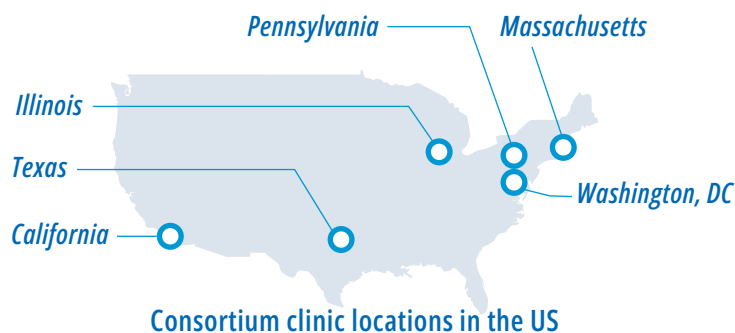 Pennsylvania
Massachusetts
Illinois
Texas
Washington, DC
California
Consortium clinic locations in the US